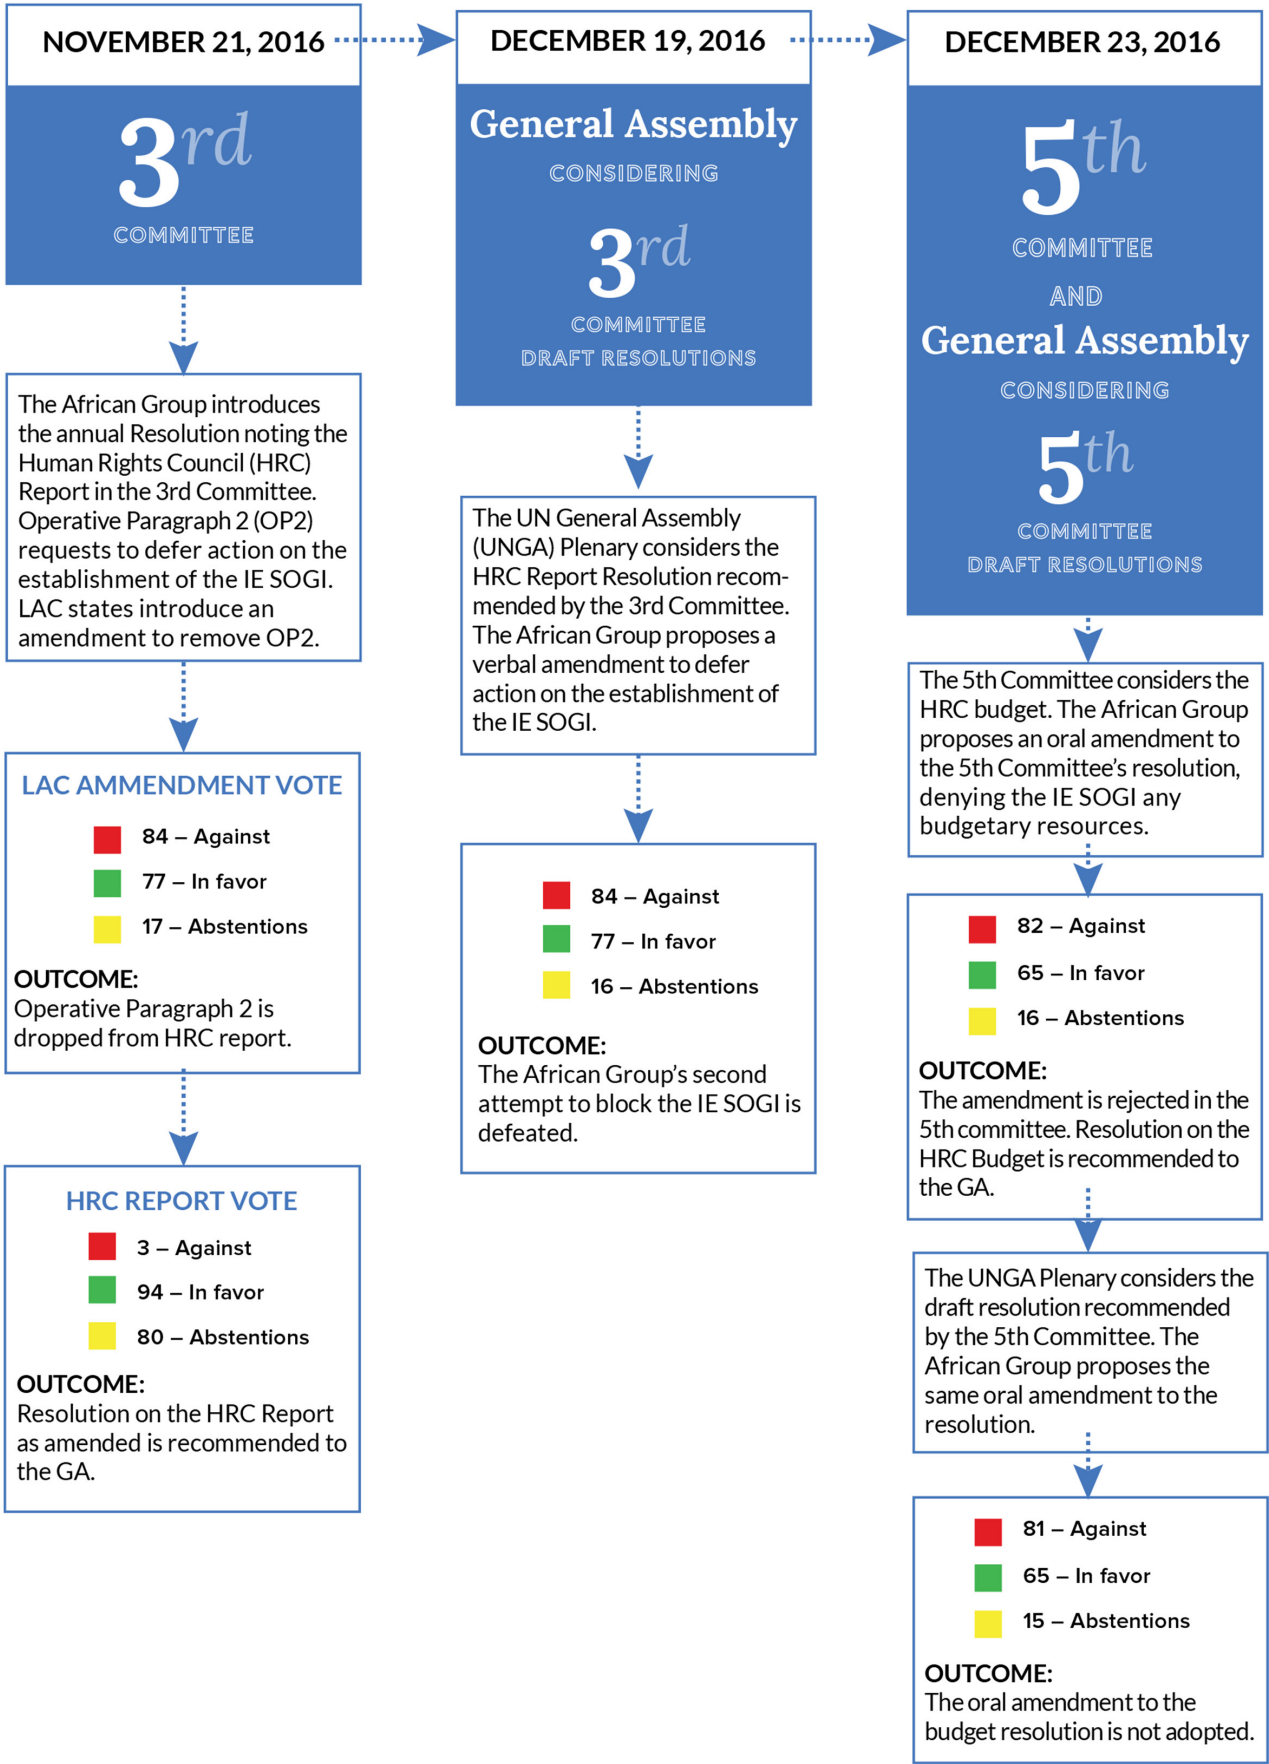 NOVEMBER 21, 2016
3rd
COMMITTEE
The African Group introduces
the annual Resolution noting the
Human Rights Council (HRC)
Report in the 3rd Committee.
Operative Paragraph 2 (OP2)
requests to defer action on the
establishment of the IE SOGI.
LAC states introduce an
amendment to remove OP2.
LAC AMMENDMENT VOTE
84 – Against
77 – In favor
17 – Abstentions
OUTCOME:
Operative Paragraph 2 is
dropped from HRC report.
HRC REPORT VOTE
3 – Against
94 – In favor
80 – Abstentions
OUTCOME:
Resolution on the HRC Report
as amended is recommended to
the GA.
DECEMBER 19, 2016
General Assembly
CONSIDERING
3rd
COMMITTEE
DRAFT RESOLUTIONS
The UN General Assembly
(UNGA) Plenary considers the
HRC Report Resolution recom-
mended by the 3rd Committee.
The African Group proposes a
verbal amendment to defer
action on the establishment of
the IE SOGI.
84 – Against
77 – In favor
16 – Abstentions
OUTCOME:
The African Group's second
attempt to block the IE SOGI is
defeated.
DECEMBER 23, 2016
5th
COMMITTEE
AND
General Assembly
CONSIDERING
5th
COMMITTEE
DRAFT RESOLUTIONS
The 5th Committee considers the
HRC budget. The African Group
proposes an oral amendment to
the 5th Committee's resolution,
denying the IE SOGI any
budgetary resources.
82 – Against
65 – In favor
16 – Abstentions
OUTCOME:
The amendment is rejected in the
5th committee. Resolution on the
HRC Budget is recommended to
the GA.
The UNGA Plenary considers the
draft resolution recommended
by the 5th Committee. The
African Group proposes the
same oral amendment to the
resolution.
81 – Against
65 – In favor
15 – Abstentions
OUTCOME:
The oral amendment to the
budget resolution is not adopted.